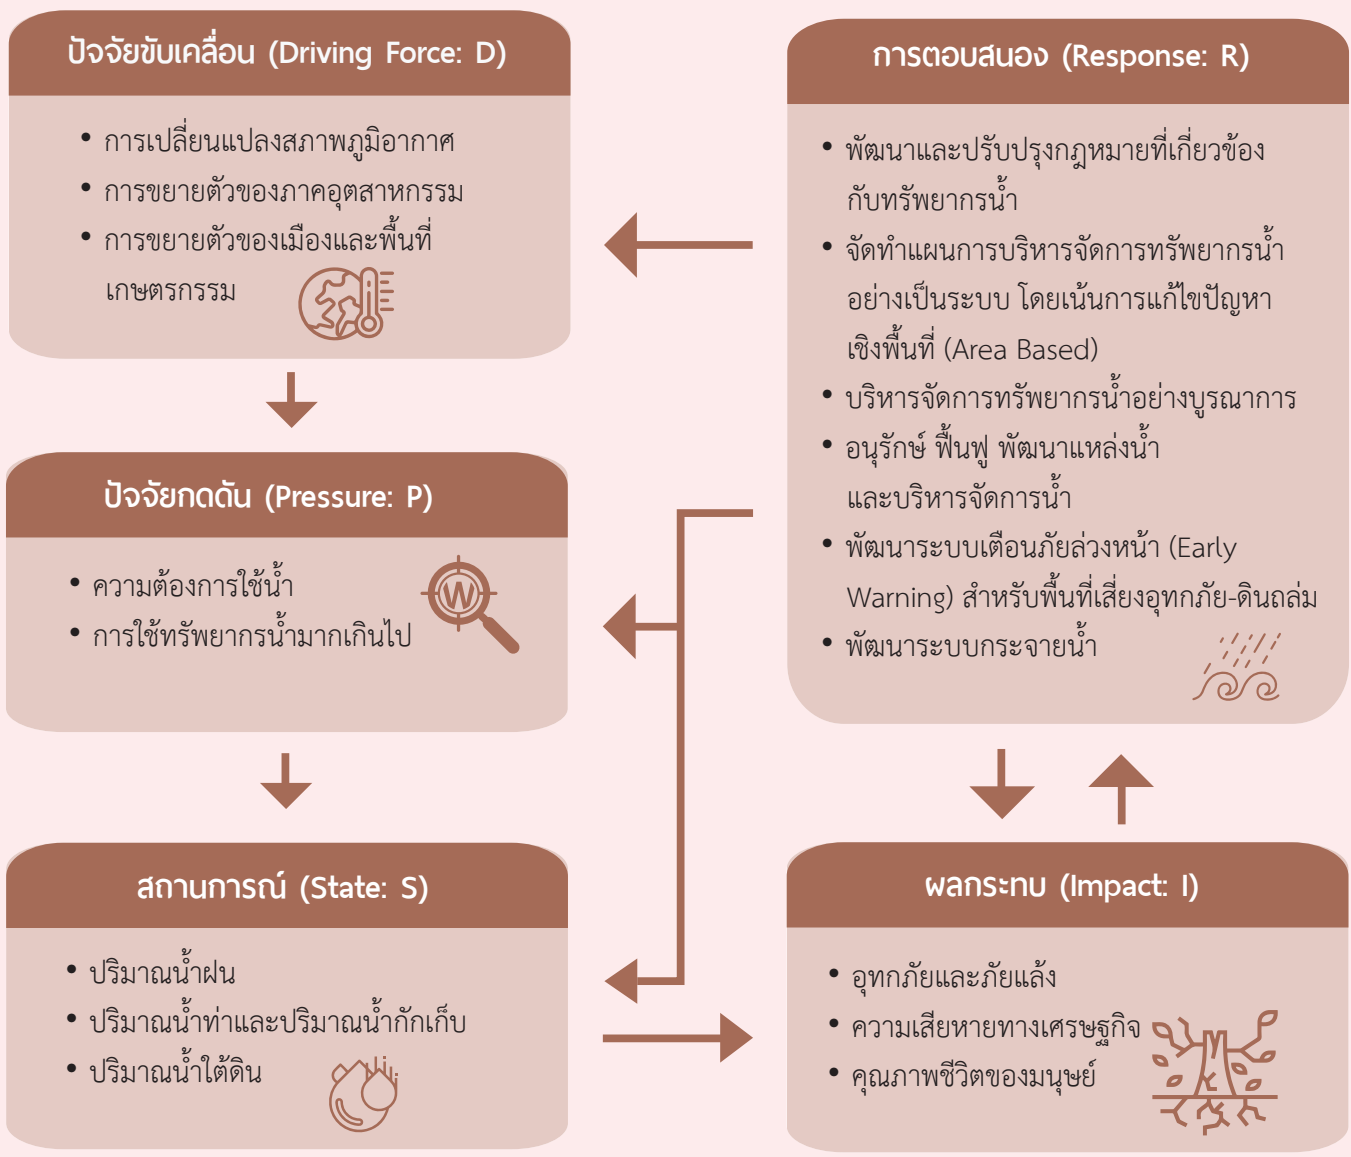 ปัจจัยขับเคลื่อน (Driving Force: D)
• การเปลี่ยนแปลงสภาพภูมิอากาศ
• การขยายตัวของภาคอุตสาหกรรม
• การขยายตัวของเมืองและพื้นที่
เกษตรกรรม
ปัจจัยกดดัน (Pressure: P)
• ความต้องการใช้น้ำ
• การใช้ทรัพยากรน้ำมากเกินไป
W
สถานการณ์ (State: S)
• ปริมาณน้ำฝน
• ปริมาณน้ำท่าและปริมาณน้ำกักเก็บ
• ปริมาณน้ำใต้ดิน
การตอบสนอง (Response: R)
• พัฒนาและปรับปรุงกฎหมายที่เกี่ยวข้อง
กับทรัพยากรน้ำ
• จัดทำแผนการบริหารจัดการทรัพยากรน้ำ
อย่างเป็นระบบ โดยเน้นการแก้ไขปัญหา
เชิงพื้นที่ (Area Based)
• บริหารจัดการทรัพยากรน้ำอย่างบูรณาการ
• อนุรักษ์ ฟื้นฟู พัฒนาแหล่งน้ำ
และบริหารจัดการน้ำ
• พัฒนาระบบเตือนภัยล่วงหน้า (Early
Warning) สำหรับพื้นที่เสี่ยงอุทกภัย-ดินถล่ม
• พัฒนาระบบกระจายน้ำ
ผลกระทบ (Impact: I)
• อุทกภัยและภัยแล้ง
• ความเสียหายทางเศรษฐกิจ
• คุณภาพชีวิตของมนุษย์